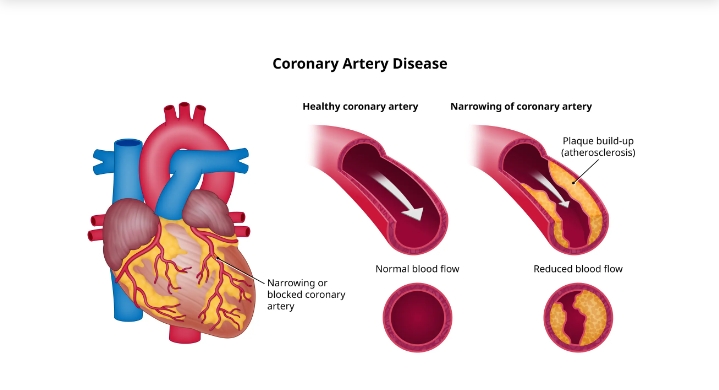 Coronary Artery Disease
Healthy coronary artery
Narrowing of coronary artery
Plaque build-up
(atherosclerosis)
Normal blood flow
Reduced blood flow
Narrowing or
blocked coronary
artery